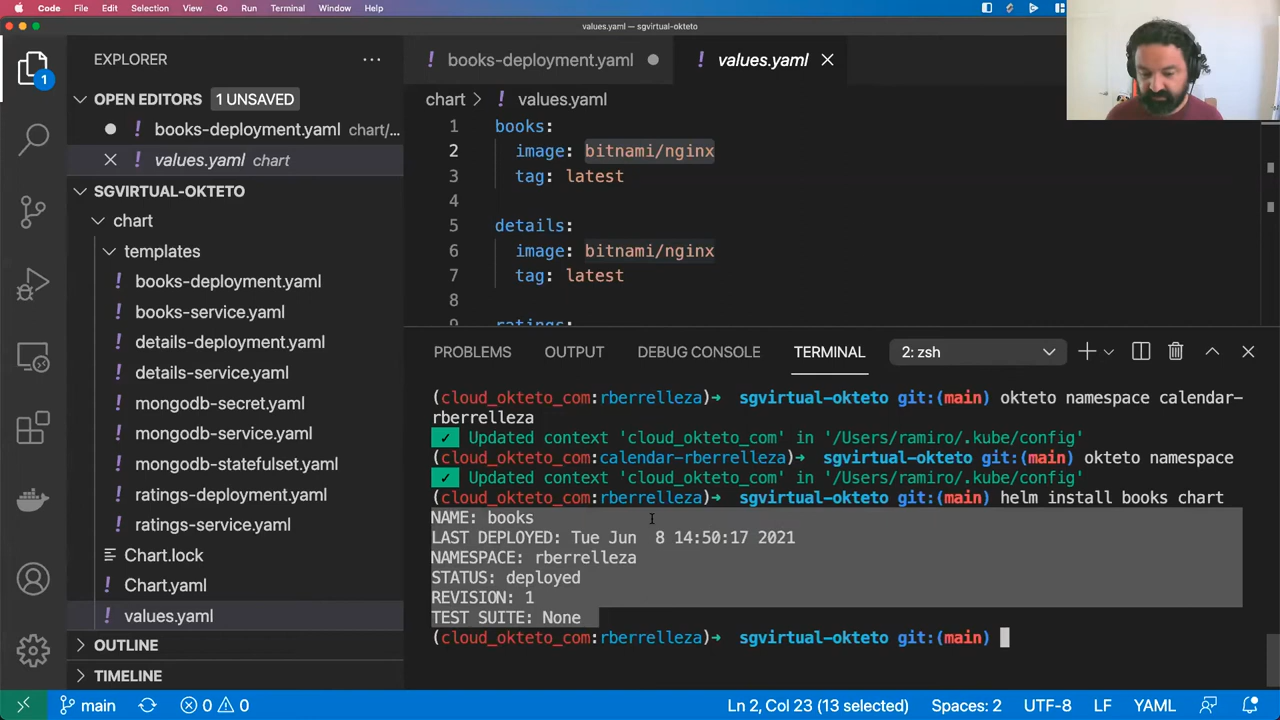 Code File Edit Selection View Go Run Terminal Window Help
values.yaml — sgvirtual-okteto
1
EXPLORER
OPEN EDITORS 1 UNSAVED
books-deployment.yaml chart/...
values.yaml chart
SGVIRTUAL-OKTETO
chart
templates
books-deployment.yaml
books-service.yaml
details-deployment.yaml
details-service.yaml
mongodb-secret.yaml
mongodb-service.yaml
mongodb-statefulset.yaml
ratings-deployment.yaml
ratings-service.yaml
Chart.lock
Chart.yaml
values.yaml
OUTLINE
TIMELINE
books-deployment.yaml values.yaml
chart > values.yaml
1 books:
2 image: bitnami/nginx
3 tag: latest
4
5 details:
6 image: bitnami/nginx
7 tag: latest
8
9 ratings:
PROBLEMS OUTPUT DEBUG CONSOLE TERMINAL 2: zsh
(cloud_okteto_com:rberrelleza)➜ sgvirtual-okteto git:(main) okteto namespace calendar-
rberrelleza
✓ Updated context 'cloud_okteto_com' in '/Users/ramiro/.kube/config'
(cloud_okteto_com:calendar-rberrelleza)➜ sgvirtual-okteto git:(main) okteto namespace
✓ Updated context 'cloud_okteto_com' in '/Users/ramiro/.kube/config'
(cloud_okteto_com:rberrelleza)➜ sgvirtual-okteto git:(main) helm install books chart
NAME: books
LAST DEPLOYED: Tue Jun  8 14:50:17 2021
NAMESPACE: rberrelleza
STATUS: deployed
REVISION: 1
TEST SUITE: None
(cloud_okteto_com:rberrelleza)➜ sgvirtual-okteto git:(main)
main 0 0 Ln 2, Col 23 (13 selected) Spaces: 2 UTF-8 LF YAML